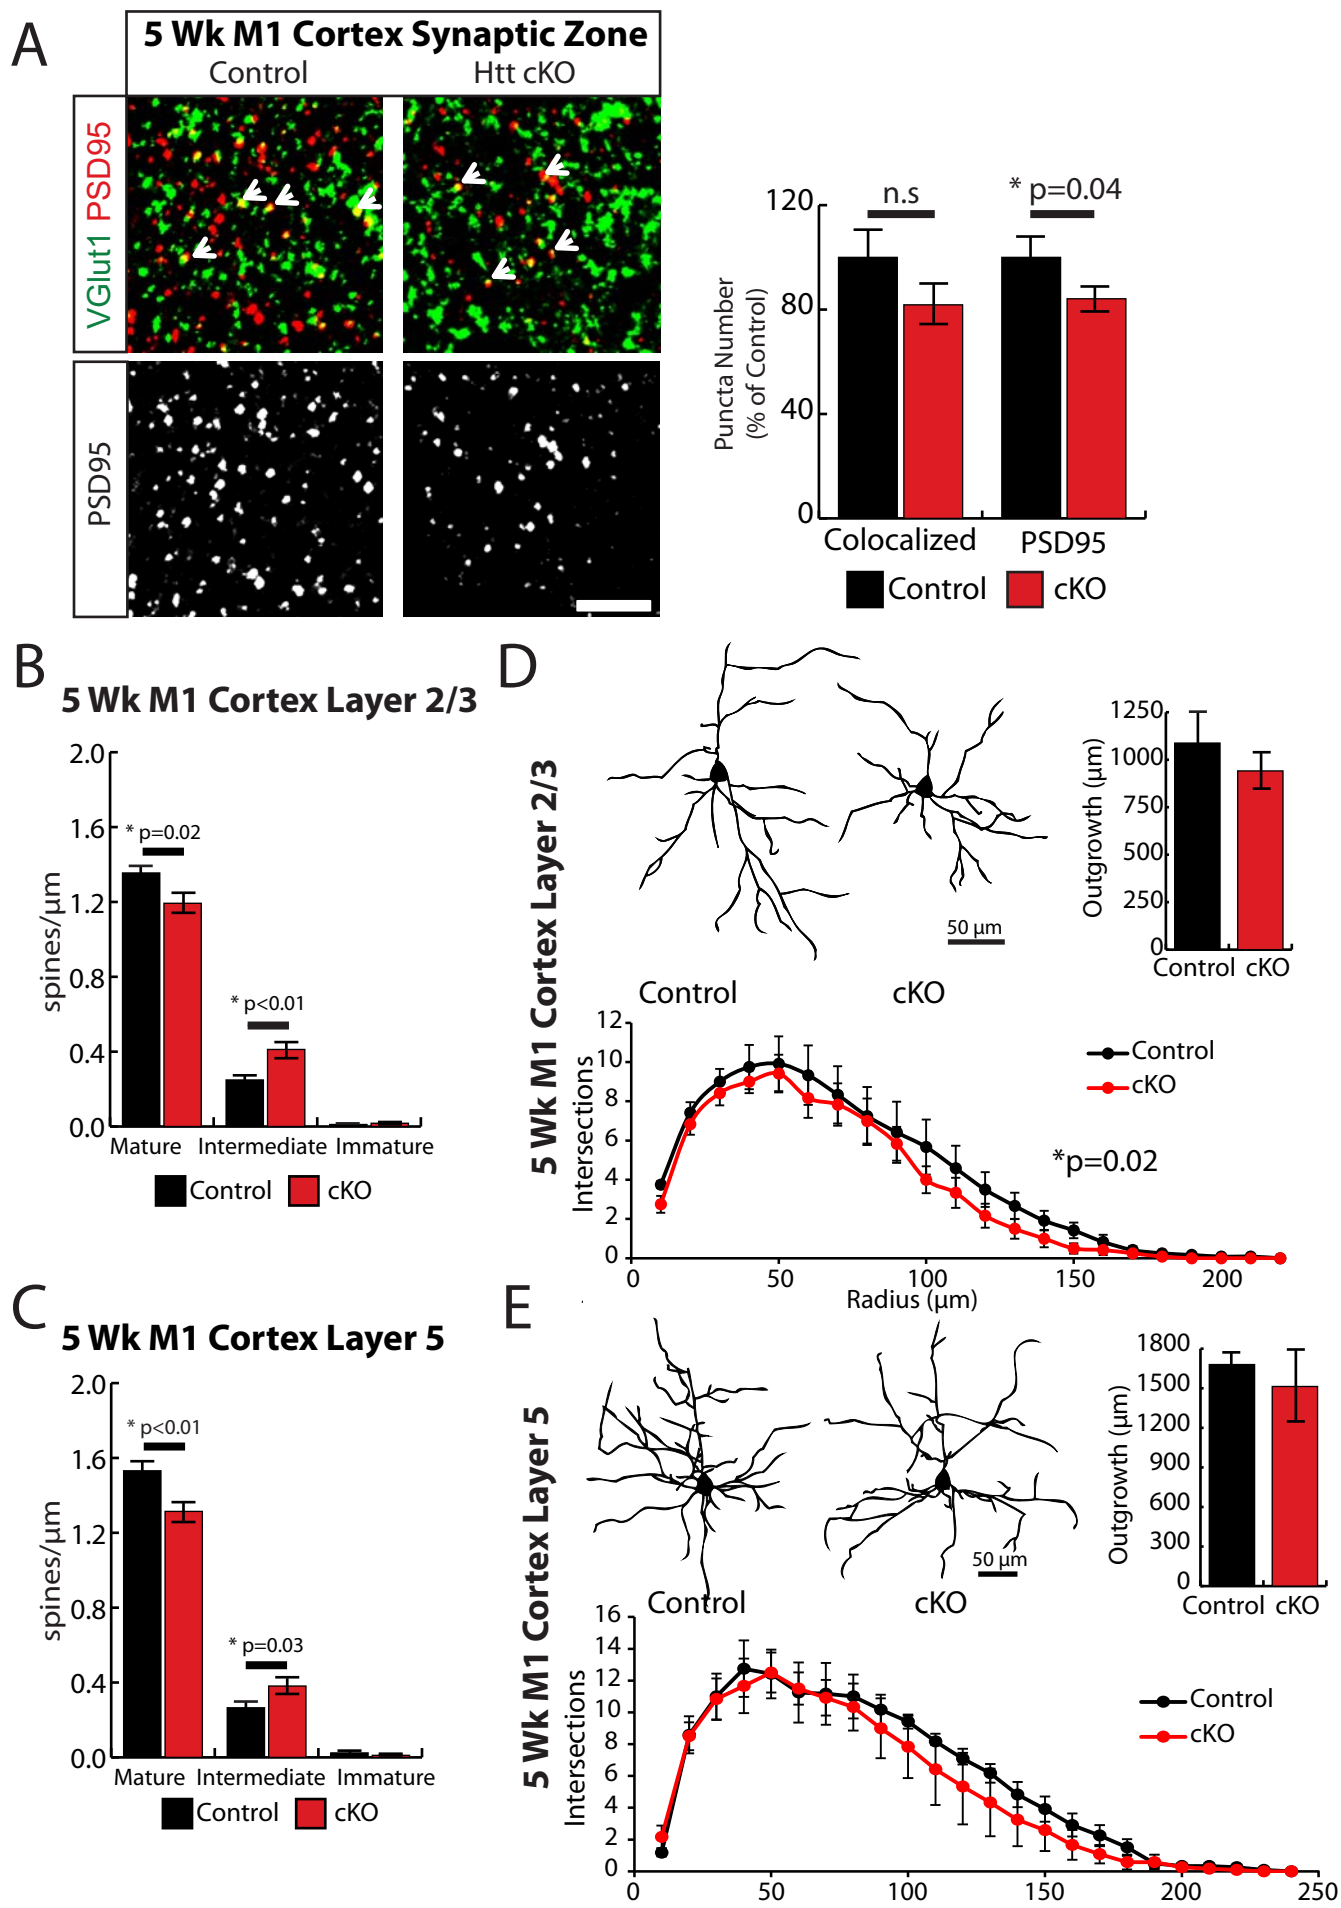 A
5 Wk M1 Cortex Synaptic Zone
Control
Htt cKO
VGlut1 PSD95
PSD95
Puncta Number
(% of Control)
120
80
40
0
n.s
* p=0.04
Colocalized
PSD95
Control
cKO
B
5 Wk M1 Cortex Layer 2/3
spines/μm
2.0
1.6
1.2
0.8
0.4
0.0
* p=0.02
* p<0.01
Mature
Intermediate
Immature
Control
cKO
C
5 Wk M1 Cortex Layer 5
spines/μm
2.0
1.6
1.2
0.8
0.4
0.0
* p<0.01
* p=0.03
Mature
Intermediate
Immature
Control
cKO
D
5 Wk M1 Cortex Layer 2/3
50 μm
Control
cKO
Outgrowth (μm)
1250
1000
750
500
250
0
Control
cKO
Intersections
12
10
8
6
4
2
0
Control
cKO
*p=0.02
0
50
100
150
200
Radius (μm)
E
5 Wk M1 Cortex Layer 5
50 μm
Control
cKO
Outgrowth (μm)
1800
1500
1200
900
600
300
0
Control
cKO
Intersections
16
14
12
10
8
6
4
2
0
Control
cKO
0
50
100
150
200
250